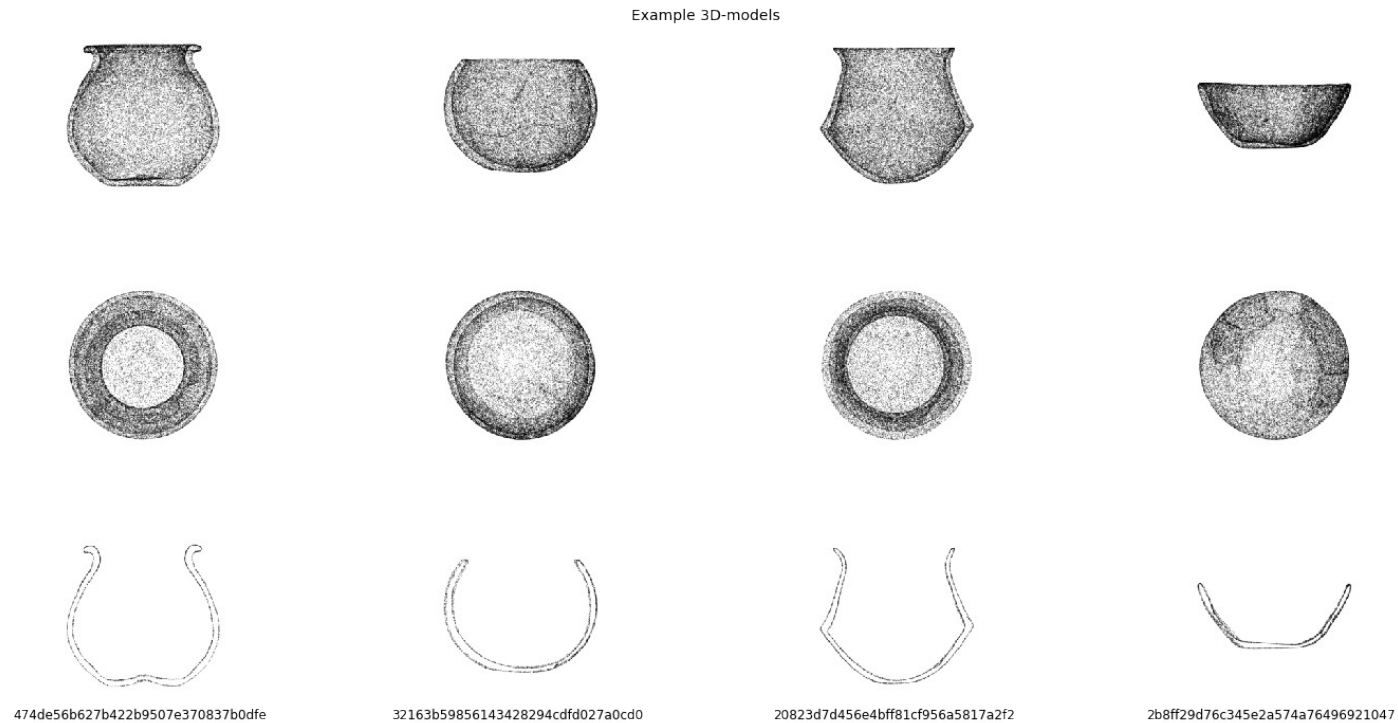 Example 3D-models
474de56b627b422b9507e370837b0dfe
32163b59856143428294cdfd027a0cd0
20823d7d456e4bff81cf956a5817a2f2
2b8ff29d76c345e2a574a76496921047